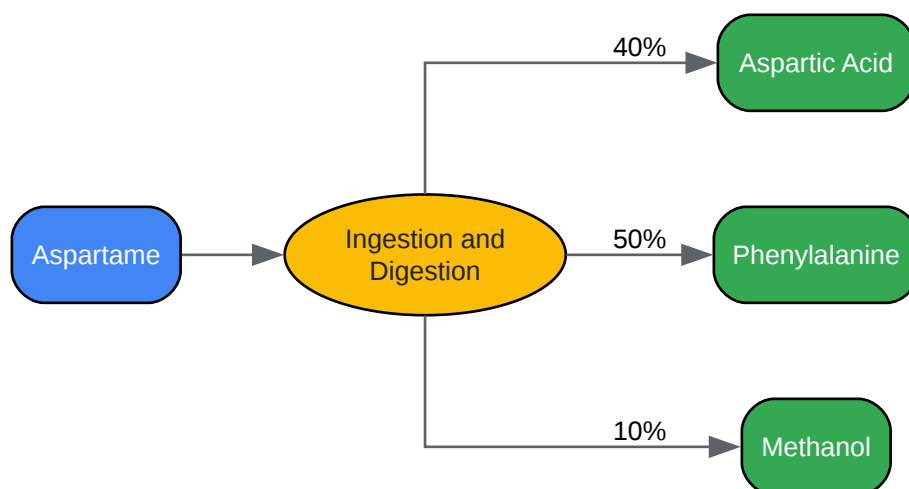 40%
Aspartic Acid
Aspartame
Ingestion and
Digestion
50%
Phenylalanine
10%
Methanol